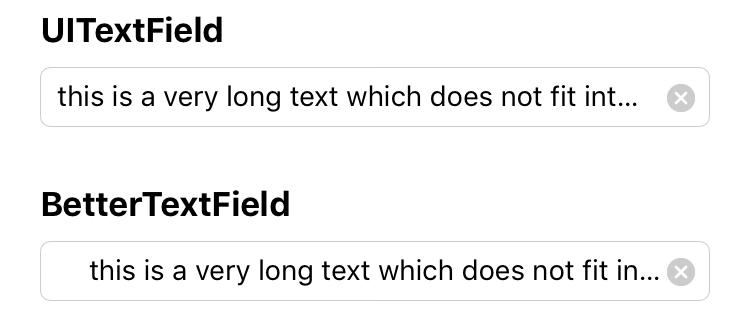 UITextField
this is a very long text which does not fit int...
BetterTextField
this is a very long text which does not fit in...